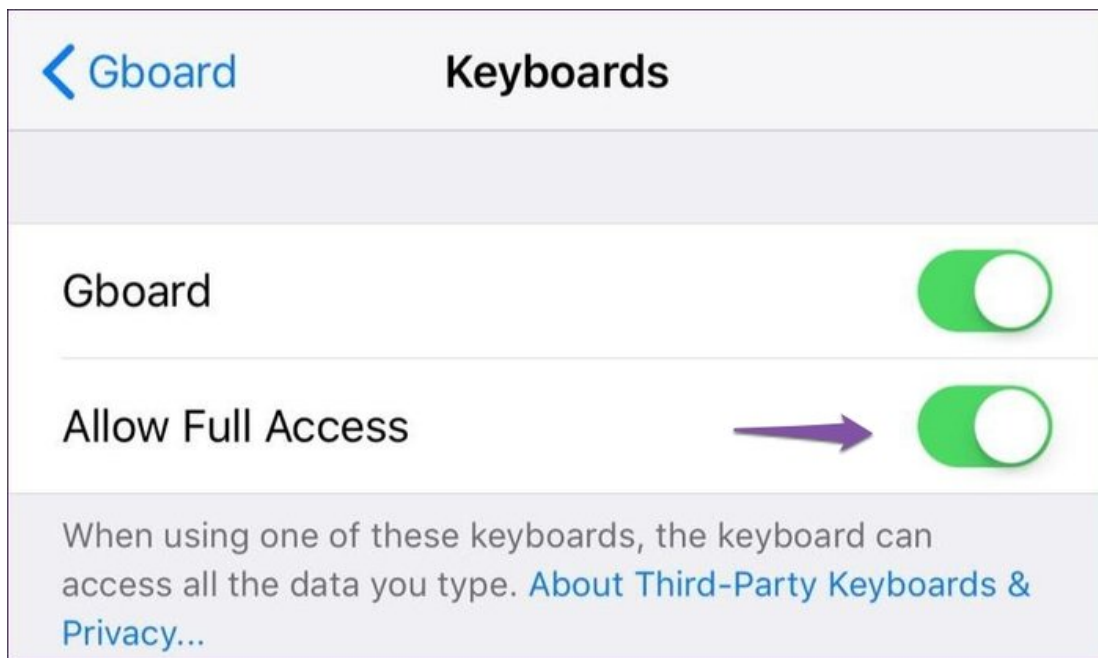 Gboard Keyboards
Gboard
Allow Full Access
When using one of these keyboards, the keyboard can
access all the data you type. About Third-Party Keyboards &
Privacy...